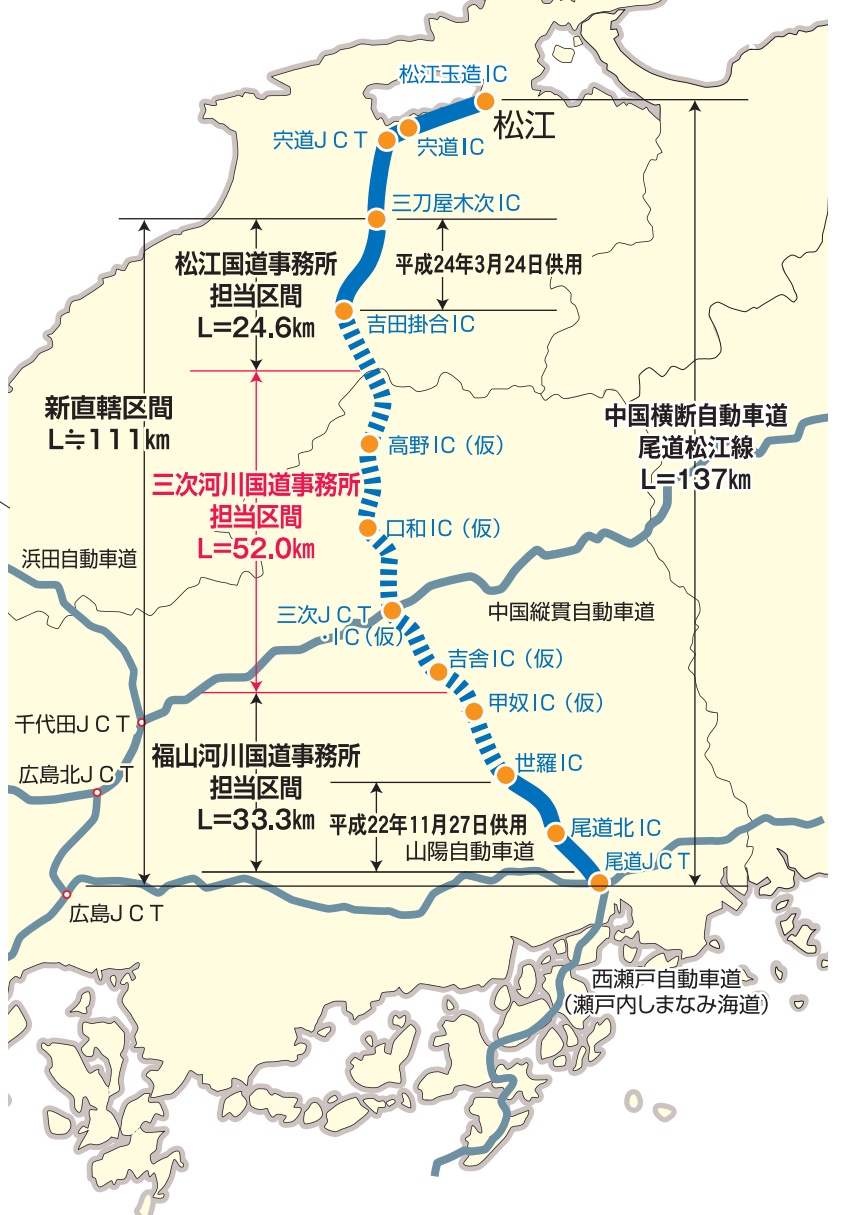 松江玉造IC
松江
宍道JCT
宍道IC
三刀屋木次IC
松江国道事務所
担当区間
L=24.6km
平成24年3月24日供用
吉田掛合IC
新直轄区間
L≒111km
中国横断自動車道
尾道松江線
L=137km
高野IC（仮）
三次河川国道事務所
担当区間
L=52.0km
口和IC（仮）
浜田自動車道
三次JCT
・IC（仮）
中国縦貫自動車道
吉舎IC（仮）
甲奴IC（仮）
千代田JCT
福山河川国道事務所
担当区間
L=33.3km
世羅IC
広島北JCT
平成22年11月27日供用
尾道北IC
山陽自動車道
尾道JCT
広島JCT
西瀬戸自動車道
（瀬戸内しまなみ海道）